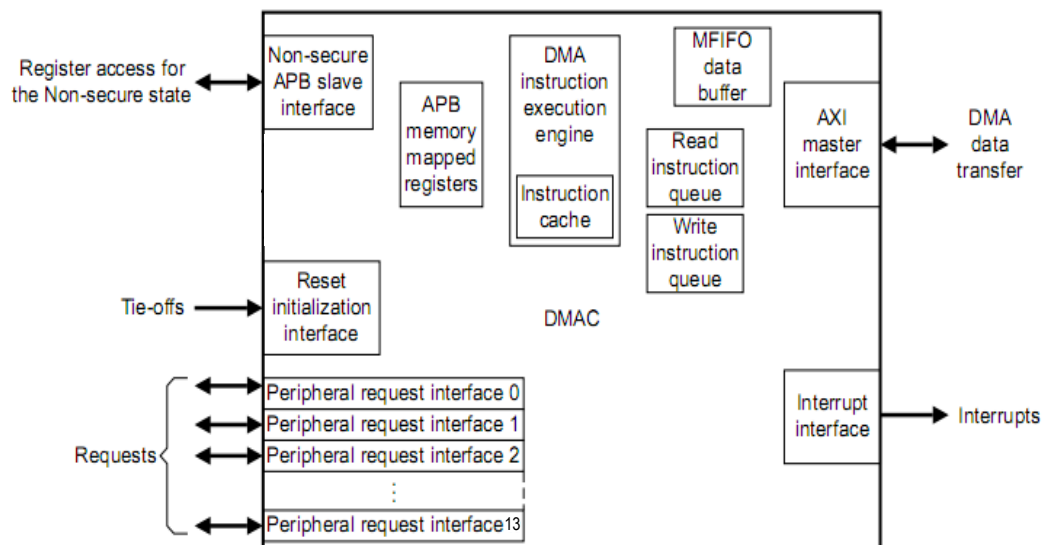 Register access for
the Non-secure state
Non-secure
APB slave
interface
APB
memory
mapped
registers
DMA
instruction
execution
engine
Instruction
cache
MFIFO
data
buffer
Read
instruction
queue
Write
instruction
queue
AXI
master
interface
DMA
data
transfer
Tie-offs
Reset
initialization
interface
DMAC
Requests
Peripheral request interface 0
Peripheral request interface 1
Peripheral request interface 2
⋮
Peripheral request interface 13
Interrupt
interface
Interrupts